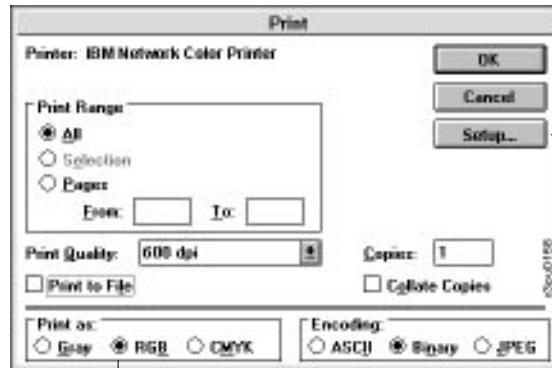 Print
Printer: IBM Network Color Printer
OK
Cancel
Setup...
Print Range
All
Selection
Pages
From: To:
Print Quality: 600 dpi
Copies: 1
Print to File
Collate Copies
Print as:
Gray RGB CMYK
Encoding:
ASCII Binary JPEG